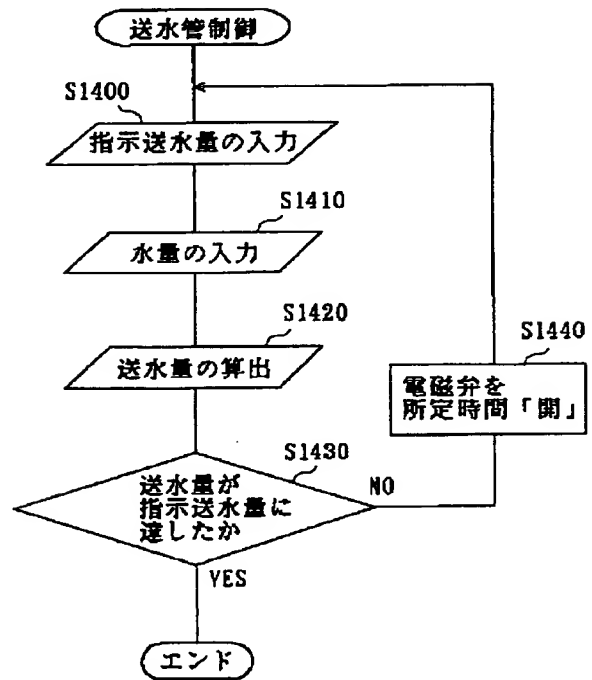 送水管制御
S1400
指示送水量の入力
S1410
水量の入力
S1420
送水量の算出
S1440
電磁弁を
所定時間「開」
S1430
送水量が
指示送水量に
達したか
NO
YES
エンド